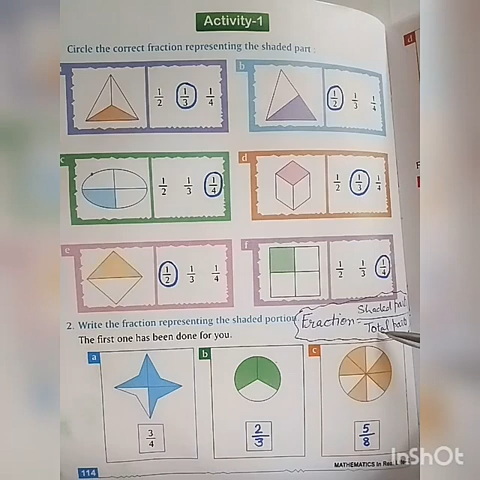 Activity-1
Circle the correct fraction representing the shaded part :
a
1/2 1/3 1/4
b
1/2 1/3 1/4
c
1/2 1/3 1/4
d
1/2 1/3 1/4
e
1/2 1/3 1/4
f
1/2 1/3 1/4
2. Write the fraction representing the shaded portion.
The first one has been done for you.
Fraction = Shaded part / Total part
a
3/4
b
2/3
c
5/8
114
MATHEMATICS in
InShOt